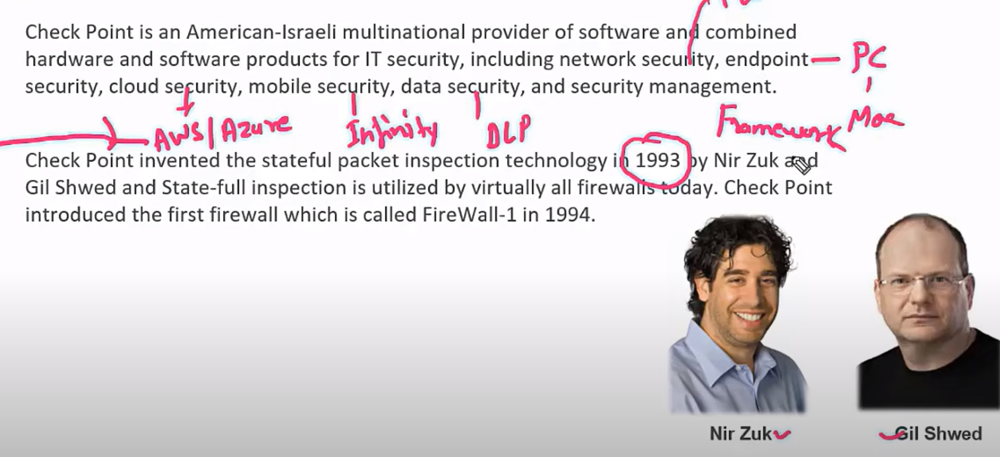 Check Point is an American-Israeli multinational provider of software and combined
hardware and software products for IT security, including network security, endpoint
PC
security, cloud security, mobile security, data security, and security management.
AWS/Azure
Infinity
DLP
Framework
Mac
Check Point invented the stateful packet inspection technology in 1993 by Nir Zuk and
Gil Shwed and State-full inspection is utilized by virtually all firewalls today. Check Point
introduced the first firewall which is called FireWall-1 in 1994.
Nir Zuk
Gil Shwed